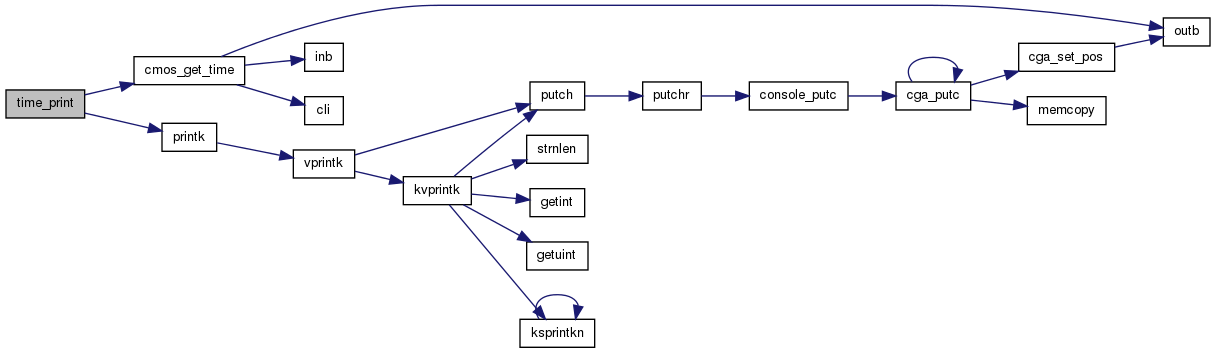 time_print
cmos_get_time
inb
cli
printk
vprintk
kvprintk
putch
strnlen
getint
getuint
ksprintkn
putchr
console_putc
cga_putc
cga_set_pos
memcopy
outb